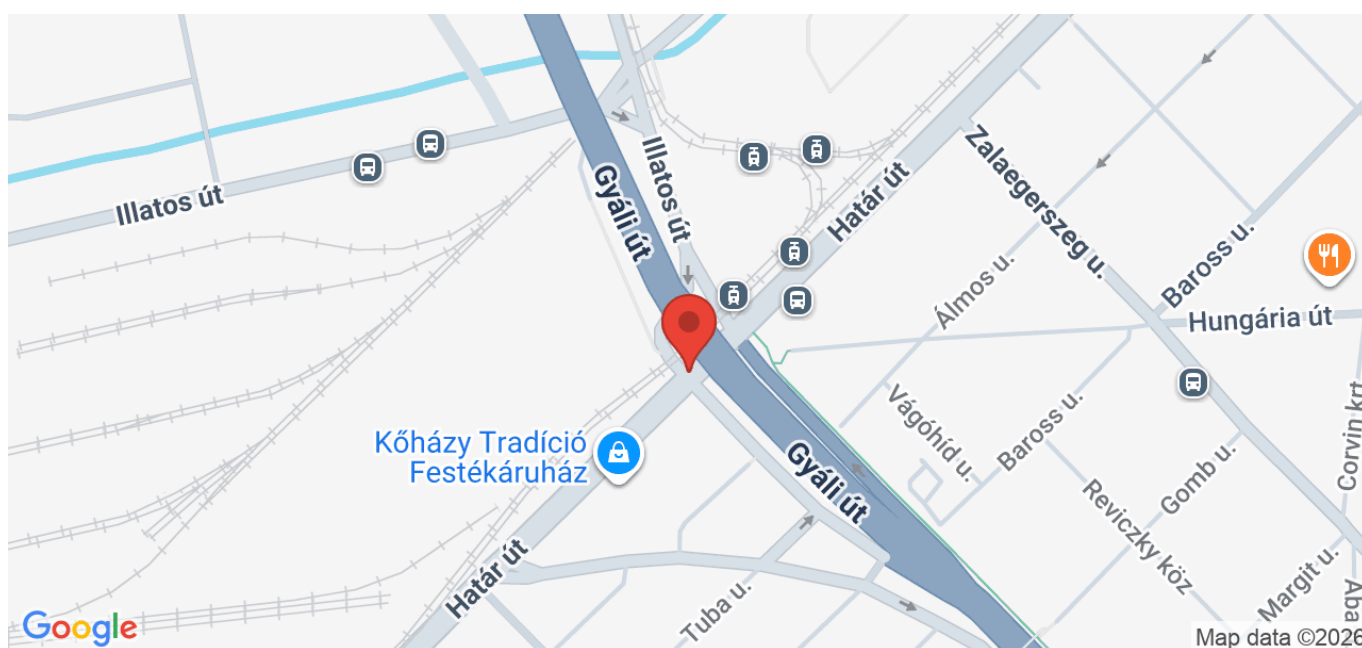 Illatos út
Illatos út
Gyáli út
Határ út
Zalaegerszeg u.
Baross u.
Álmos u.
Hungária út
Vágóhíd u.
Baross u.
Kőházy Tradíció
Festékáruház
Gyáli út
Gomb u.
Corvin krt
Reviczky köz
Határ út
Tuba u.
Margit u.
Aba
Google
Map data ©2026